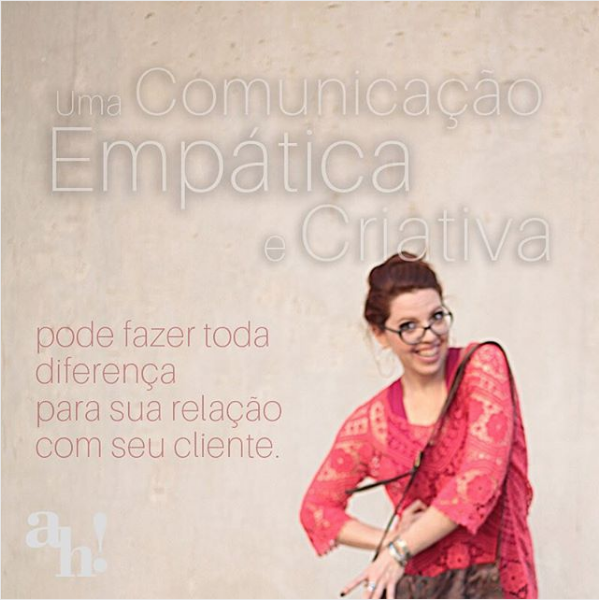 Uma Comunicação
Empática
e Criativa
pode fazer toda
diferença
para sua relação
com seu cliente.
ah!